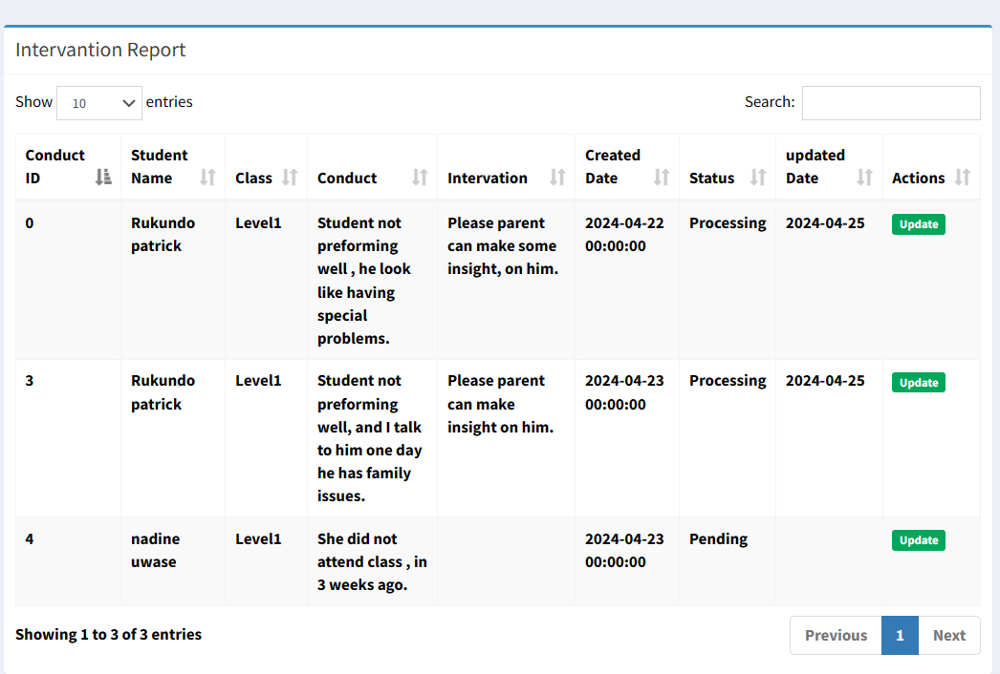 Intervantion Report
Show 10 entries
Search:
Conduct ID Student Name Class Conduct Intervation Created Date Status updated Date Actions
0 Rukundo Level1 Student not Please parent 2024-04-22 Processing 2024-04-25 Update
patrick preforming can make some 00:00:00
well , he look insight, on him.
like having
special
problems.
3 Rukundo Level1 Student not Please parent 2024-04-23 Processing 2024-04-25 Update
patrick preforming can make 00:00:00
well, and I talk insight on him.
to him one day
he has family
issues.
4 nadine Level1 She did not 2024-04-23 Pending Update
uwase attend class , in 00:00:00
3 weeks ago.
Showing 1 to 3 of 3 entries
Previous 1 Next